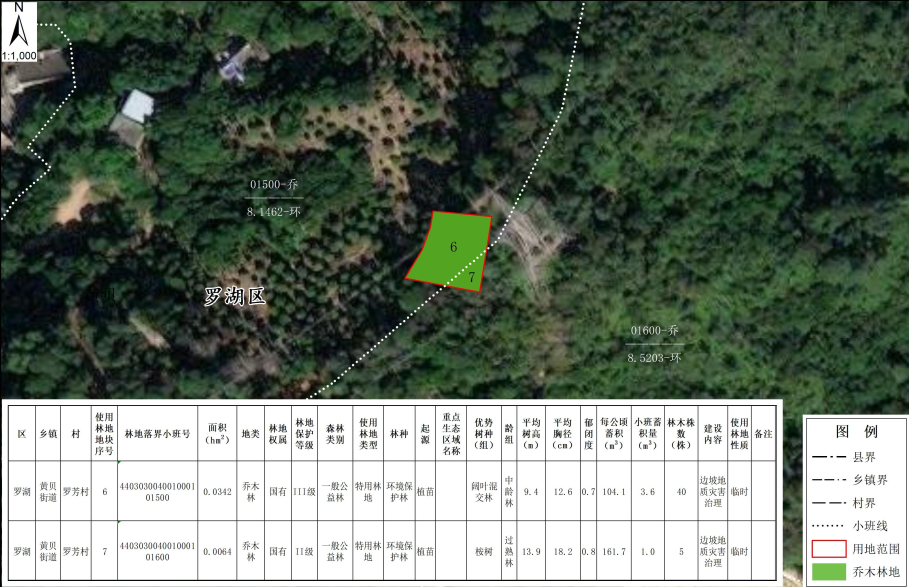 N
1:1,000
01500-乔
8.1462-环
6
7
罗湖区
01600-乔
8.5203-环
区 乡镇 村 使用林地地块序号 林地落界小班号 面积（hm²） 地类 林地权属 林地保护等级 森林类别 使用林地类型 林种 起源 重点生态区域名称 优势树种（组） 龄组 平均树高（m） 平均胸径（cm） 郁闭度 每公顷蓄积（m³） 小班蓄积量（m³） 林木株数（株） 建设内容 使用林地性质 备注
罗湖 黄贝街道 罗芳村 6 440303004001000101500 0.0342 乔木林 国有 III级 一般公益林 特用林地 环境保护林 植苗 阔叶混交林 中龄林 9.4 12.6 0.7 104.1 3.6 40 边坡地质灾害治理 临时
罗湖 黄贝街道 罗芳村 7 440303004001000101600 0.0064 乔木林 国有 II级 一般公益林 特用林地 环境保护林 植苗 桉树 过熟林 13.9 18.2 0.8 161.7 1.0 5 边坡地质灾害治理 临时
图 例
县界
乡镇界
村界
小班线
用地范围
乔木林地